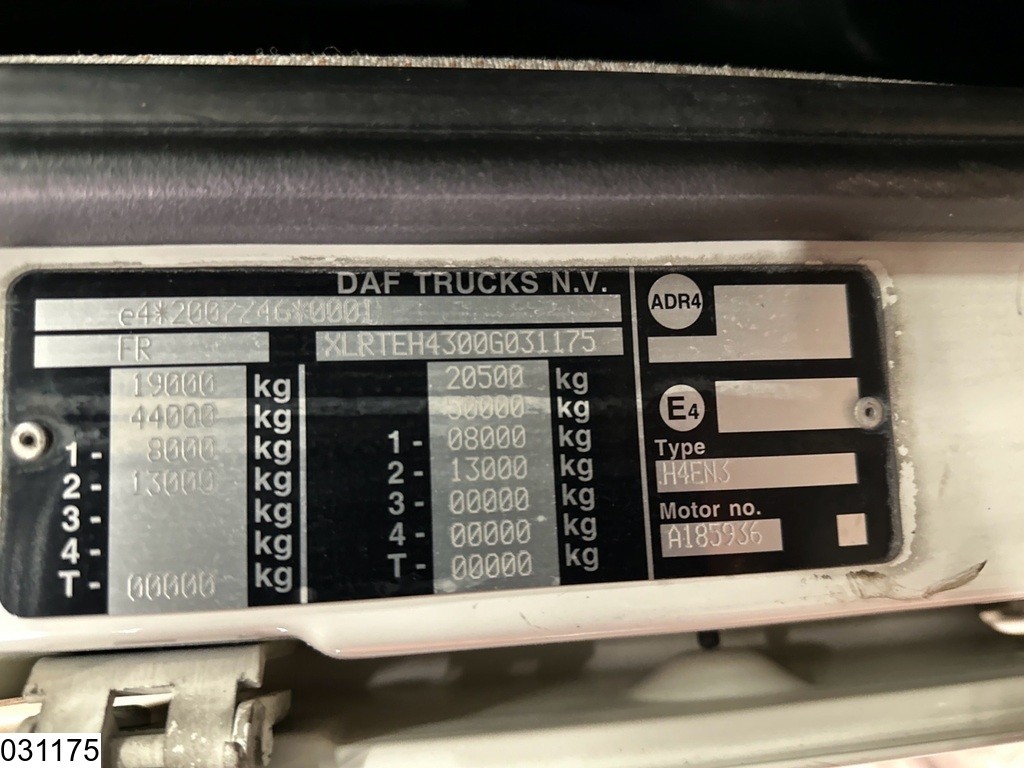 DAF TRUCKS N.V.
e4*2007/46*0001
FR XLRTEH4300G031175
19000 kg 20500 kg
44000 kg 50000 kg
1- 8000 kg 1- 08000 kg
2- 13000 kg 2- 13000 kg
3- kg 3- 00000 kg
4- kg 4- 00000 kg
T- 00000 kg T- 00000 kg
ADR4
E4
Type
H4EN3
Motor no.
A185936
031175